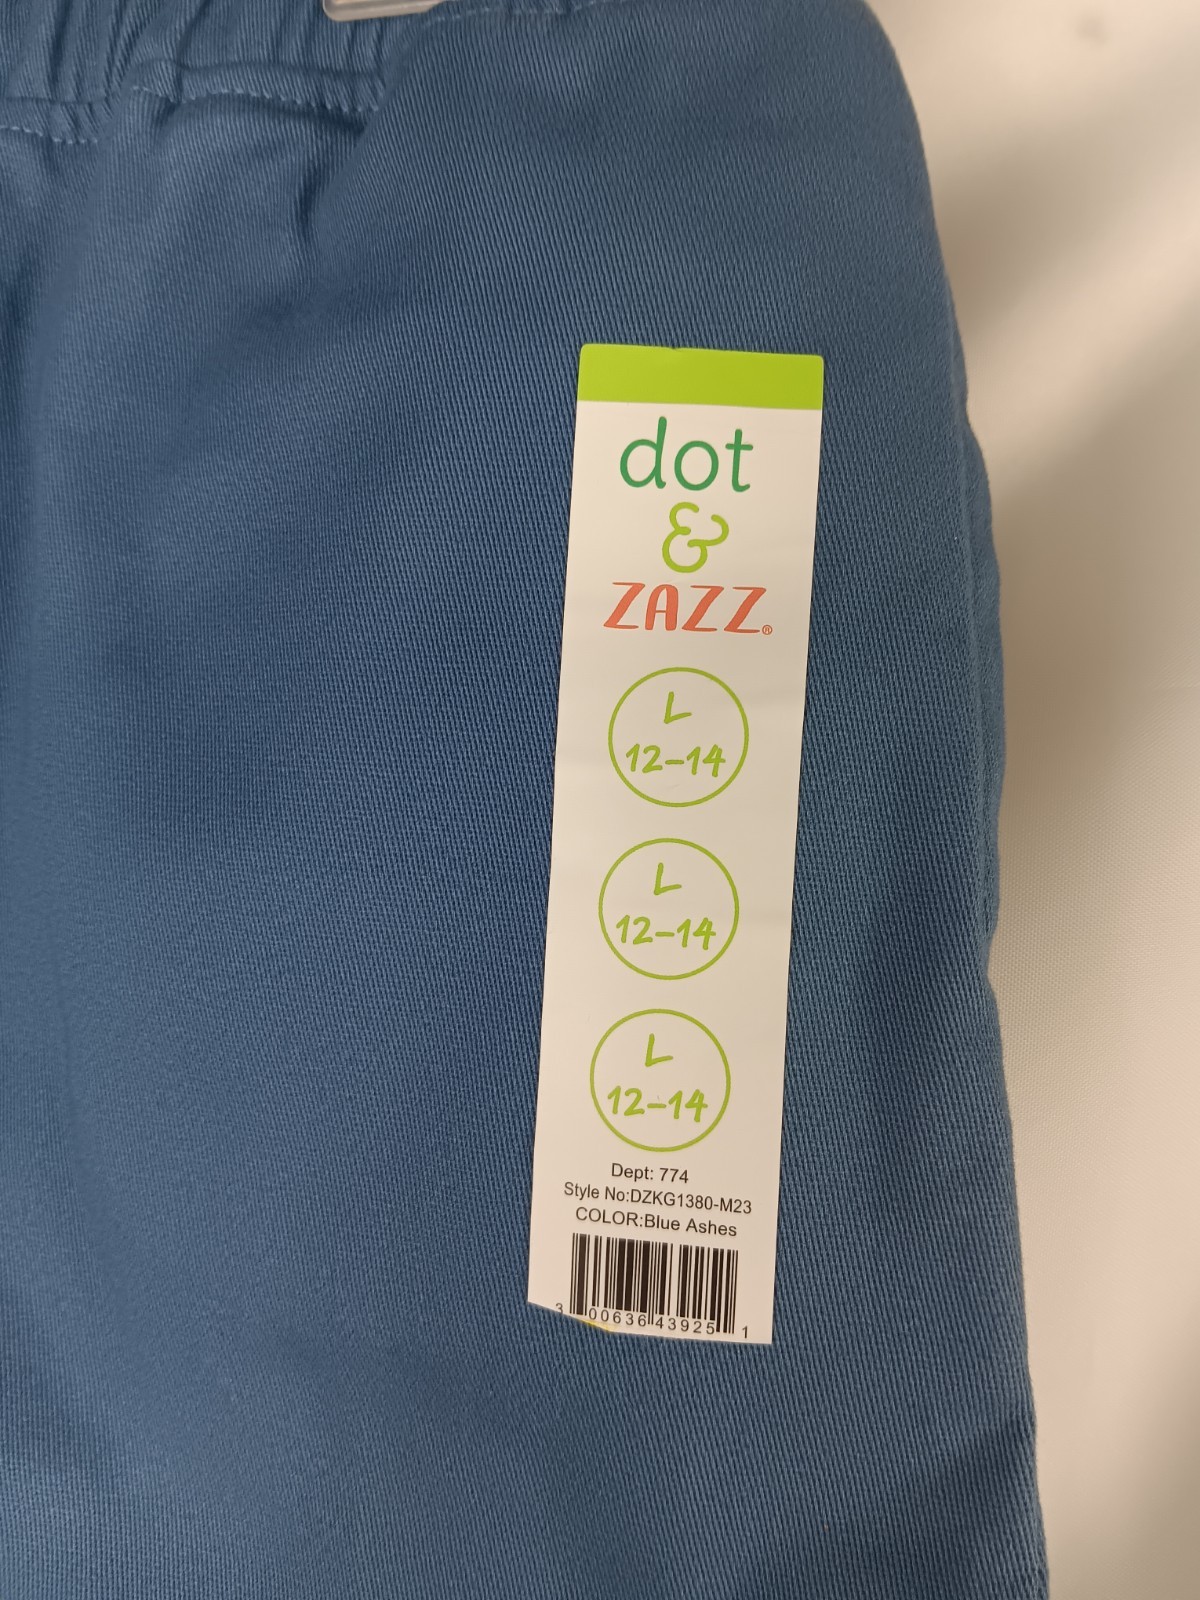 dot
&
ZAZZ®
L
12-14
L
12-14
L
12-14
Dept: 774
Style No:DZKG1380-M23
COLOR:Blue Ashes
3 00636 43925 1